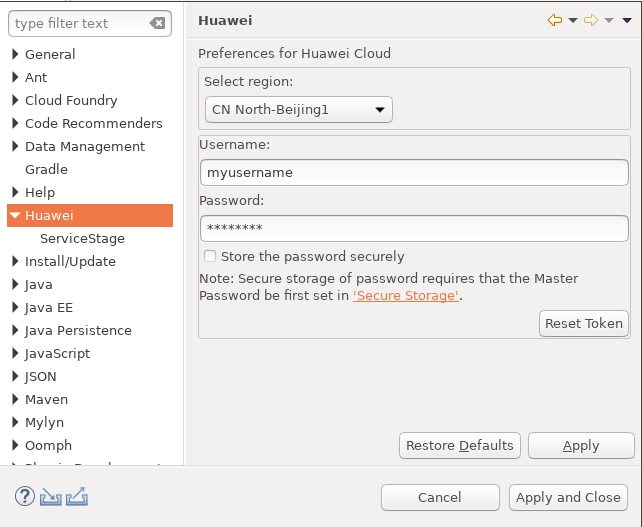 type filter text
General
Ant
Cloud Foundry
Code Recommenders
Data Management
Gradle
Help
Huawei
ServiceStage
Install/Update
Java
Java EE
Java Persistence
JavaScript
JSON
Maven
Mylyn
Oomph
Huawei
Preferences for Huawei Cloud
Select region:
CN North-Beijing1
Username:
myusername
Password:
********
Store the password securely
Note: Secure storage of password requires that the Master
Password be first set in 'Secure Storage'.
Reset Token
Restore Defaults
Apply
Cancel
Apply and Close